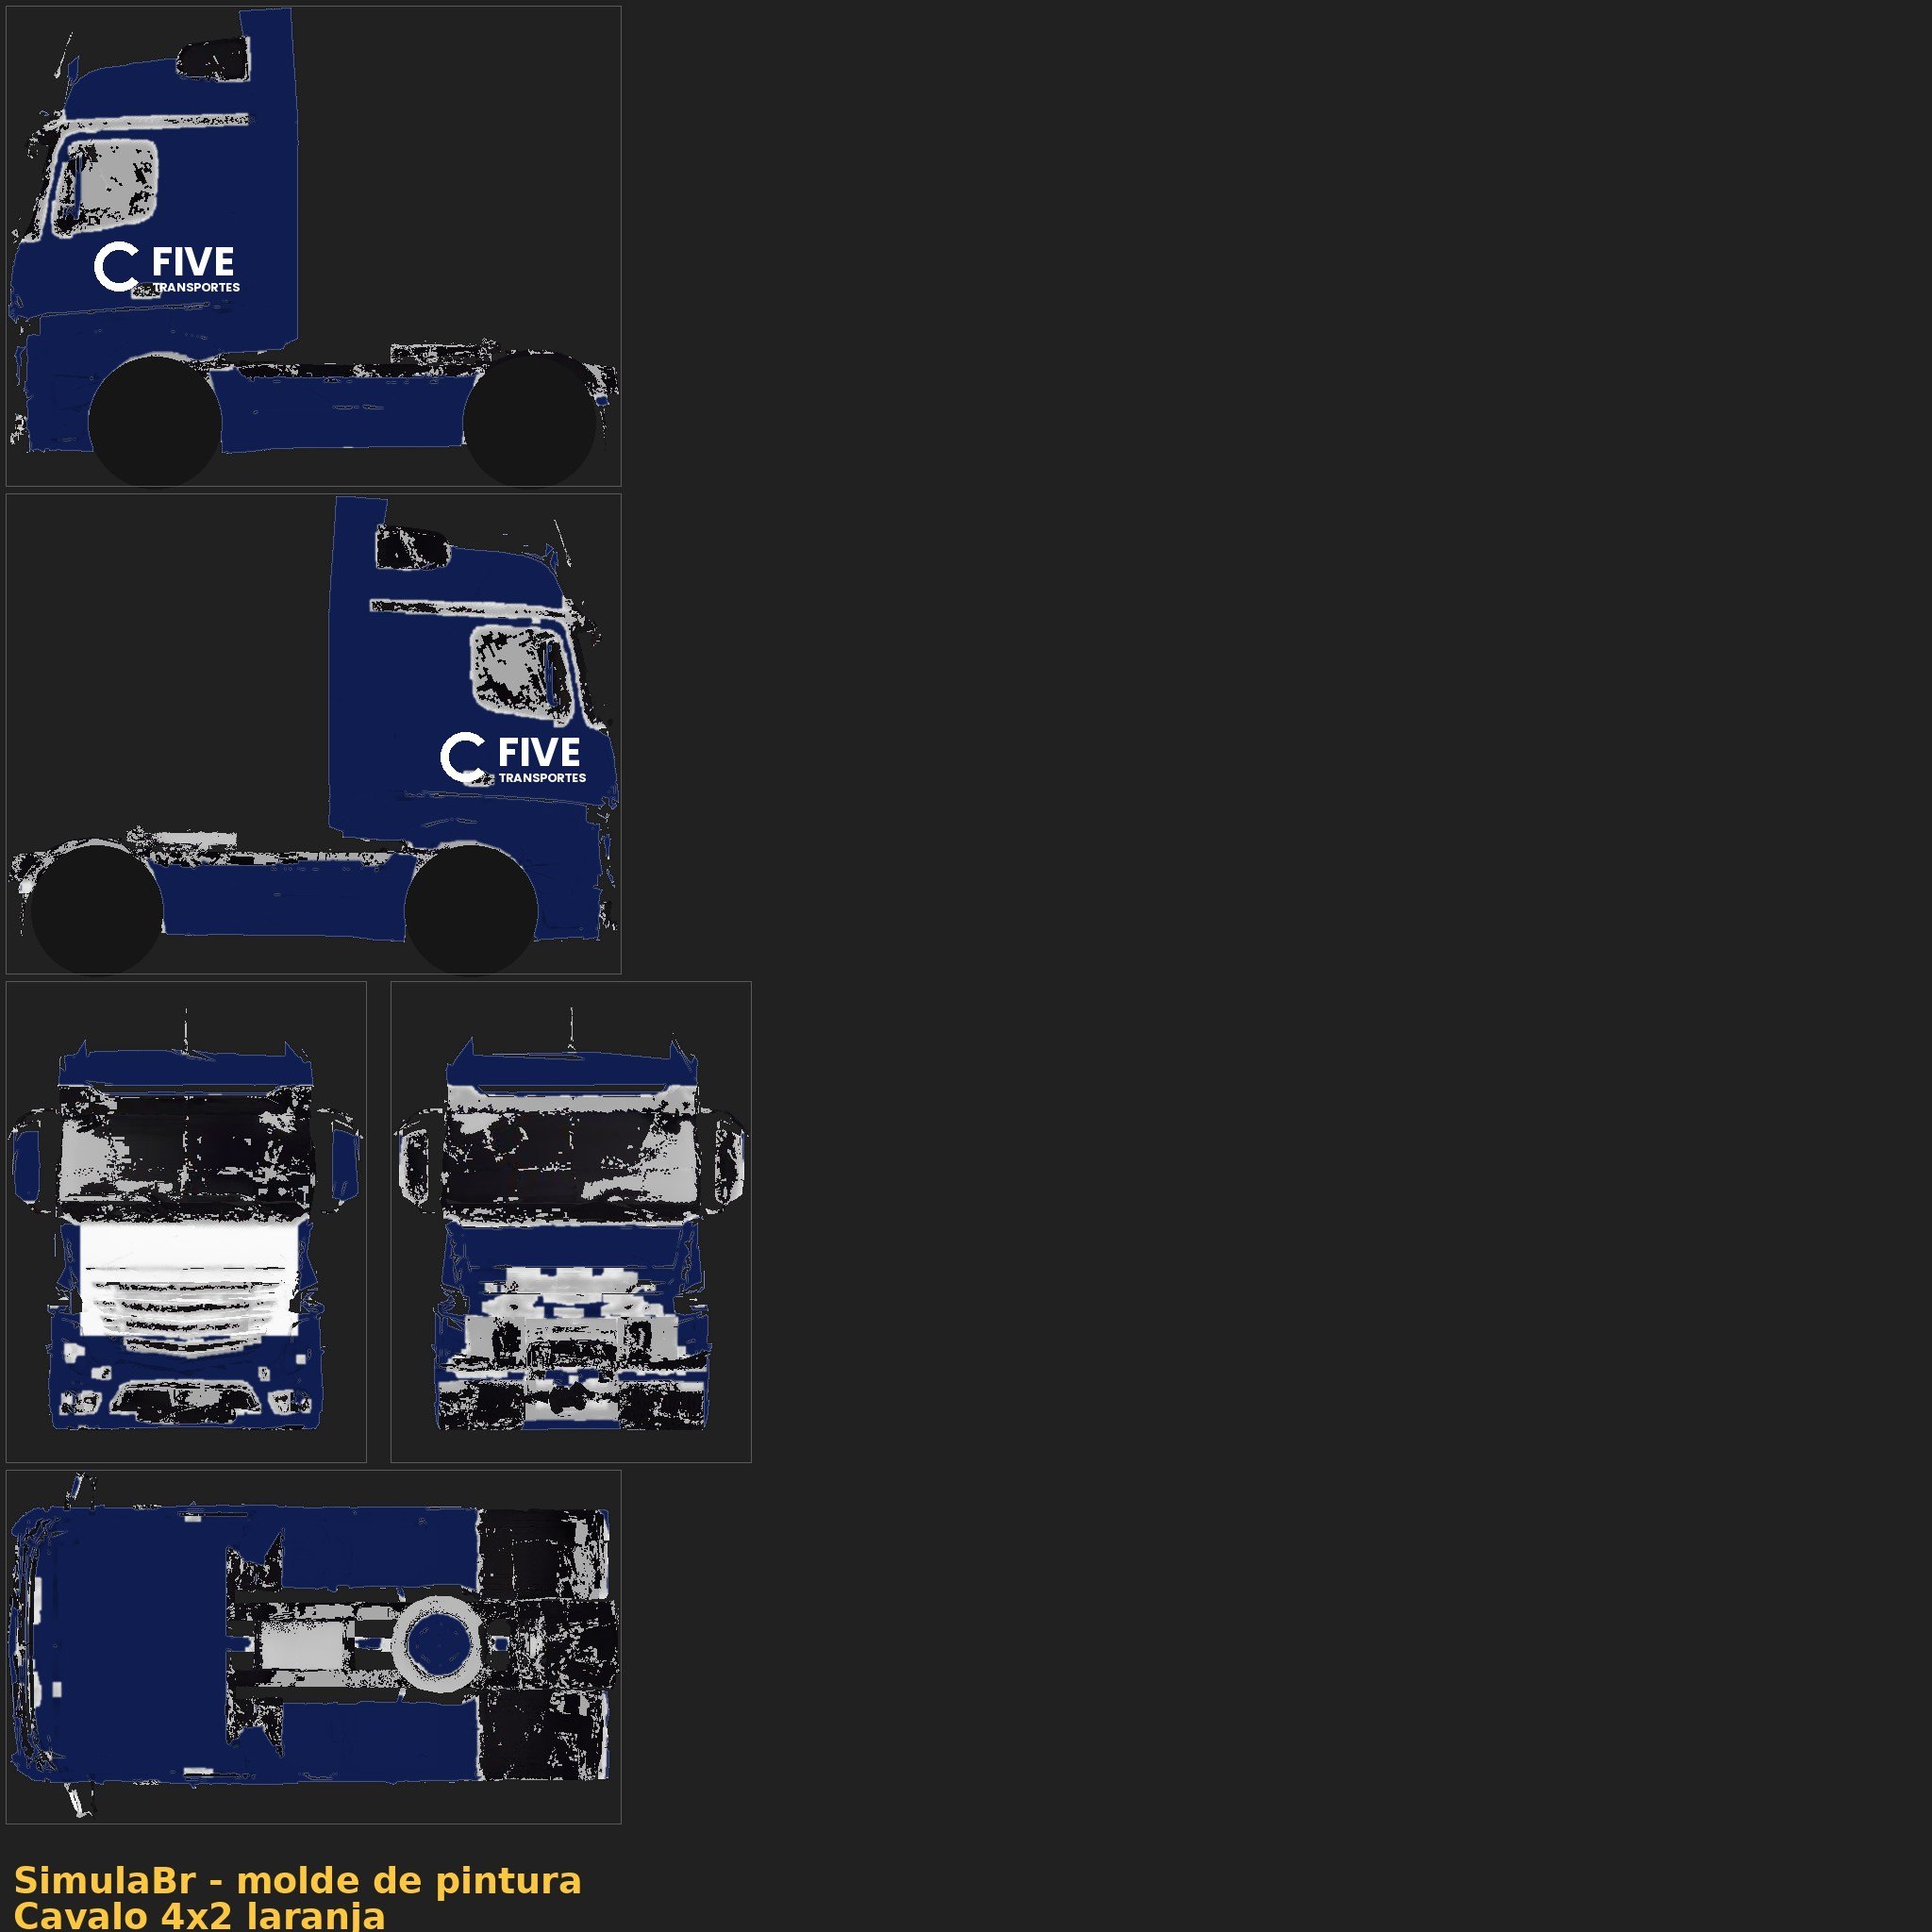 C FIVE
TRANSPORTES
C FIVE
TRANSPORTES
SimulaBr - molde de pintura
Cavalo 4x2 laranja